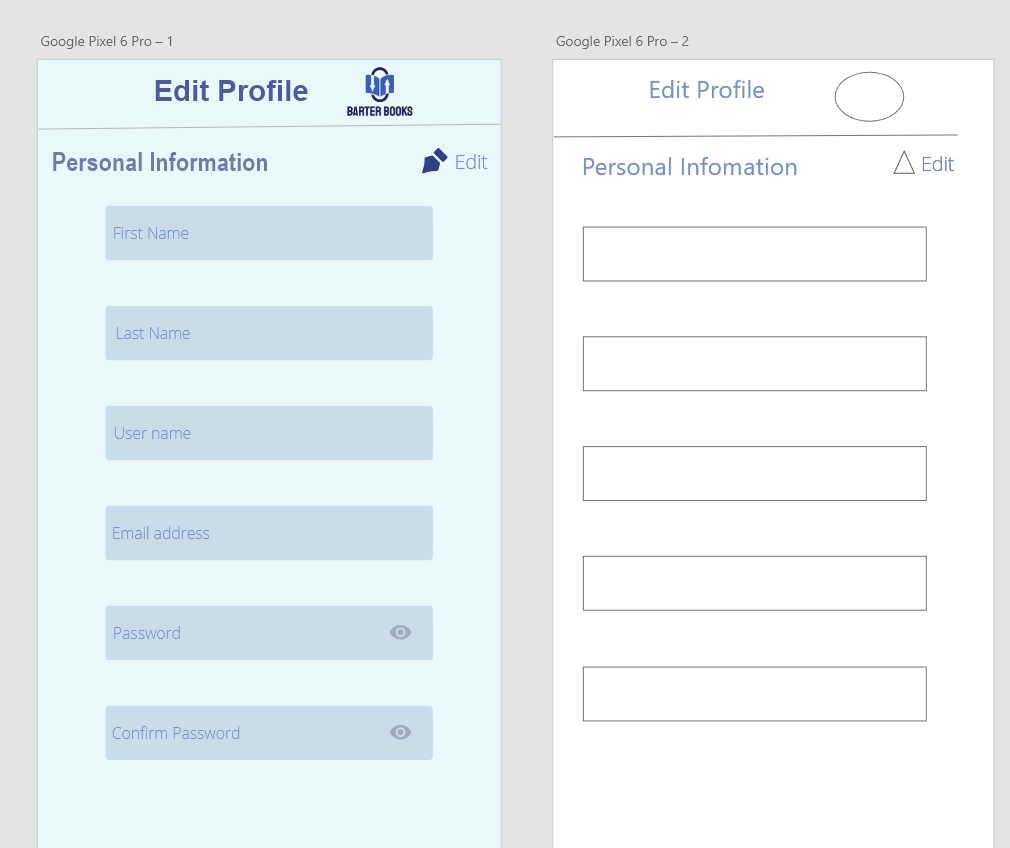 Google Pixel 6 Pro – 1
Edit Profile
BARTER BOOKS
Personal Information
Edit
First Name
Last Name
User name
Email address
Password
Confirm Password
Google Pixel 6 Pro – 2
Edit Profile
Personal Infomation
Edit